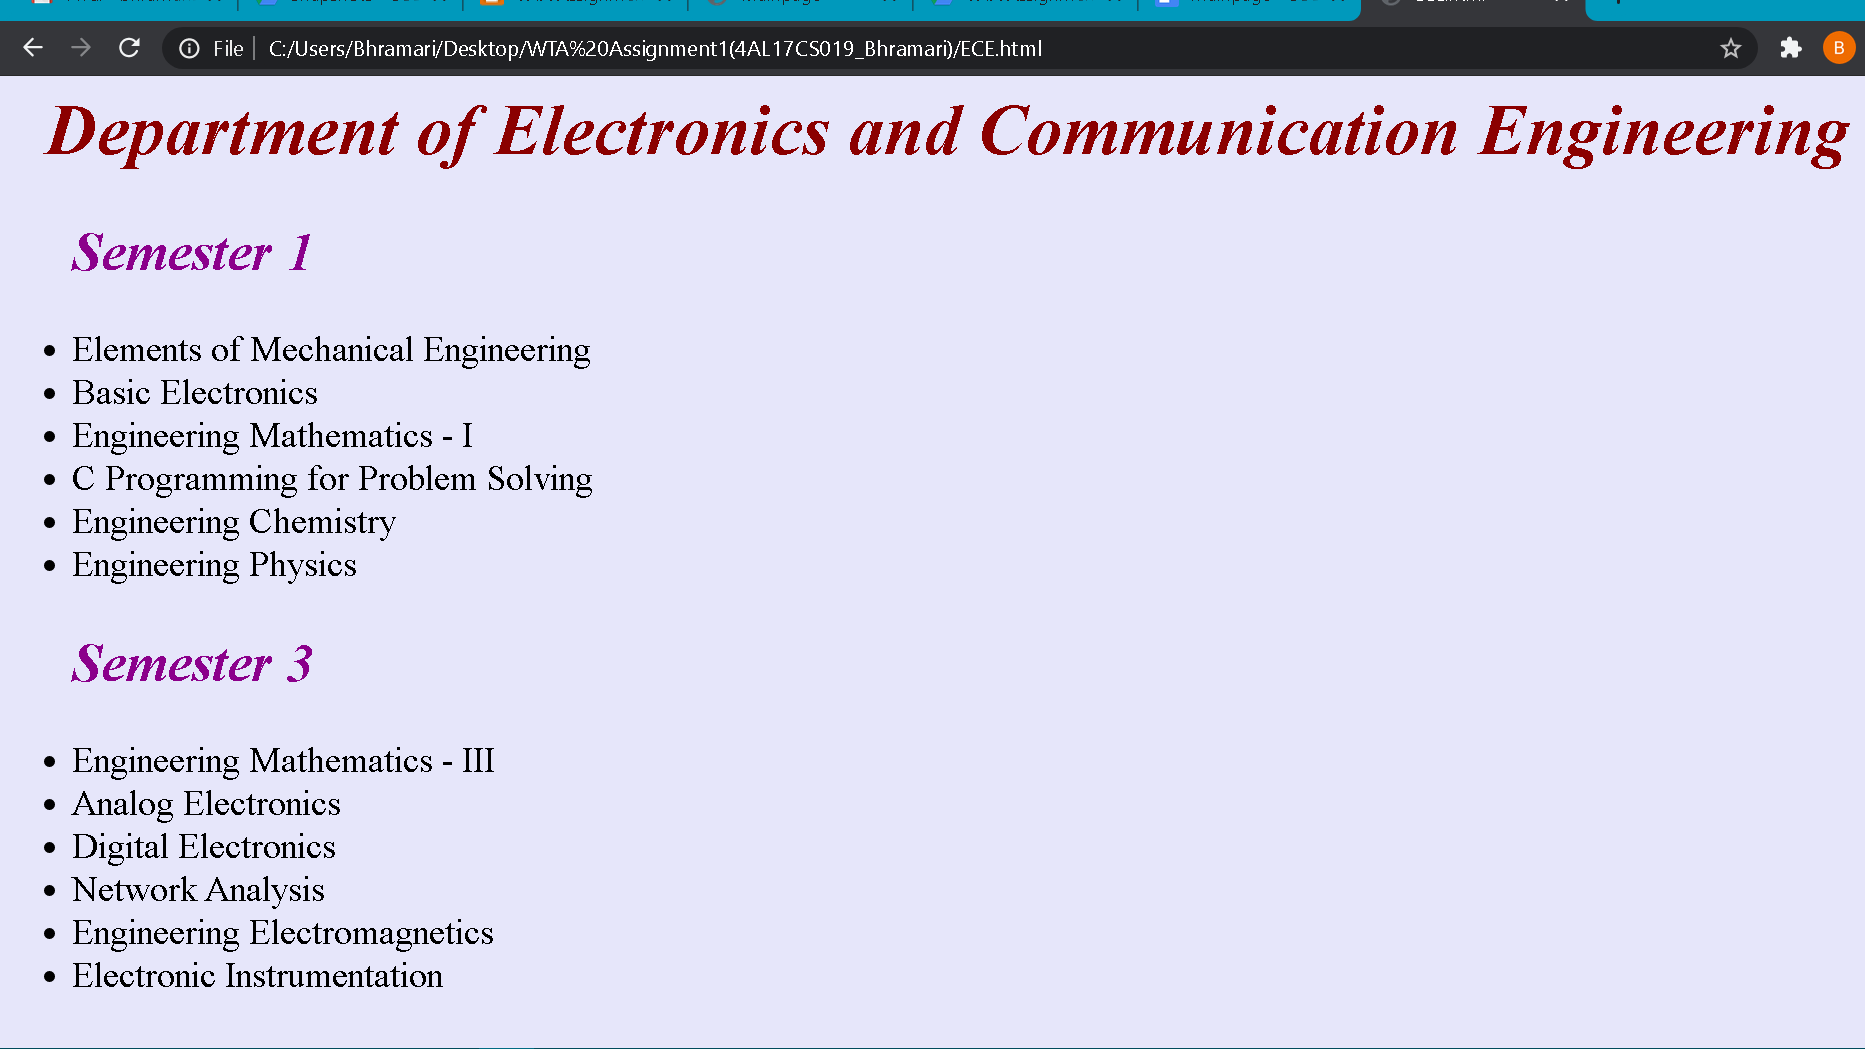 File C:/Users/Bhramari/Desktop/WTA%20Assignment1(4AL17CS019_Bhramari)/ECE.html
B
Department of Electronics and Communication Engineering
Semester 1
Elements of Mechanical Engineering
Basic Electronics
Engineering Mathematics - I
C Programming for Problem Solving
Engineering Chemistry
Engineering Physics
Semester 3
Engineering Mathematics - III
Analog Electronics
Digital Electronics
Network Analysis
Engineering Electromagnetics
Electronic Instrumentation